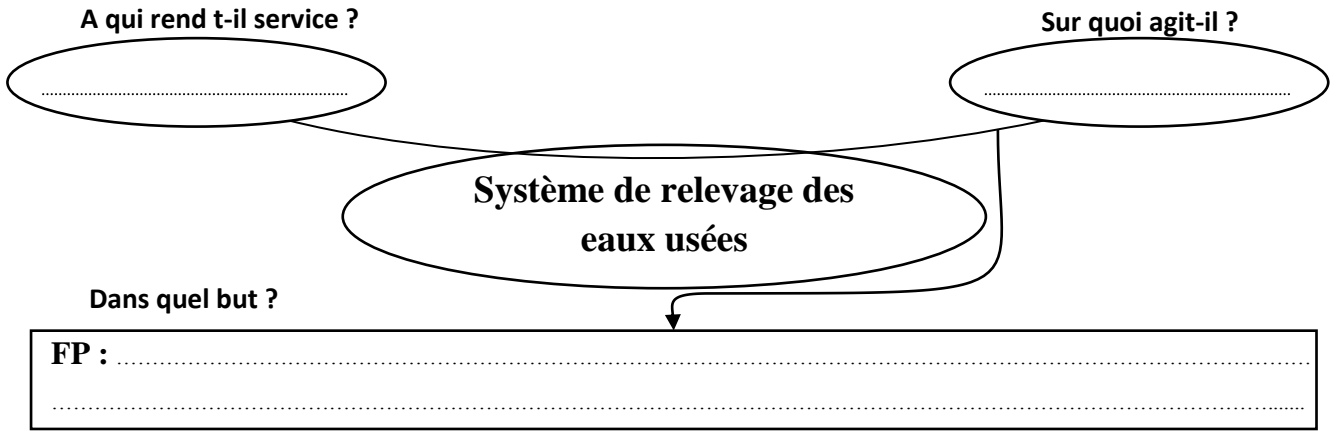 A qui rend t-il service ?
Sur quoi agit-il ?
Système de relevage des
eaux usées
Dans quel but ?
FP :